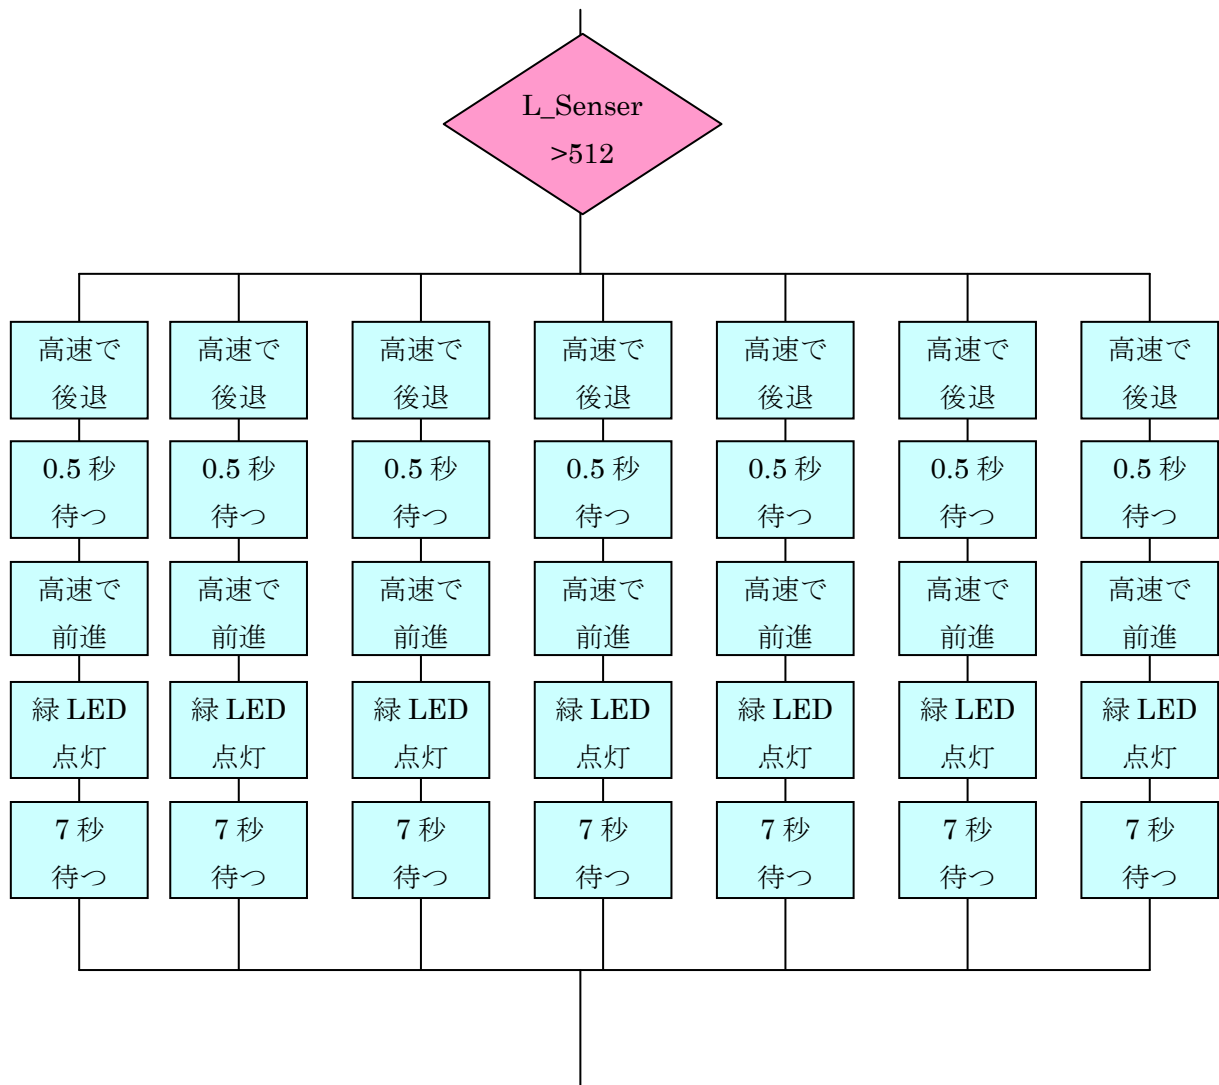 L_Senser
>512
高速で
後退
0.5 秒
待つ
高速で
前進
緑 LED
点灯
7 秒
待つ
高速で
後退
0.5 秒
待つ
高速で
前進
緑 LED
点灯
7 秒
待つ
高速で
後退
0.5 秒
待つ
高速で
前進
緑 LED
点灯
7 秒
待つ
高速で
後退
0.5 秒
待つ
高速で
前進
緑 LED
点灯
7 秒
待つ
高速で
後退
0.5 秒
待つ
高速で
前進
緑 LED
点灯
7 秒
待つ
高速で
後退
0.5 秒
待つ
高速で
前進
緑 LED
点灯
7 秒
待つ
高速で
後退
0.5 秒
待つ
高速で
前進
緑 LED
点灯
7 秒
待つ